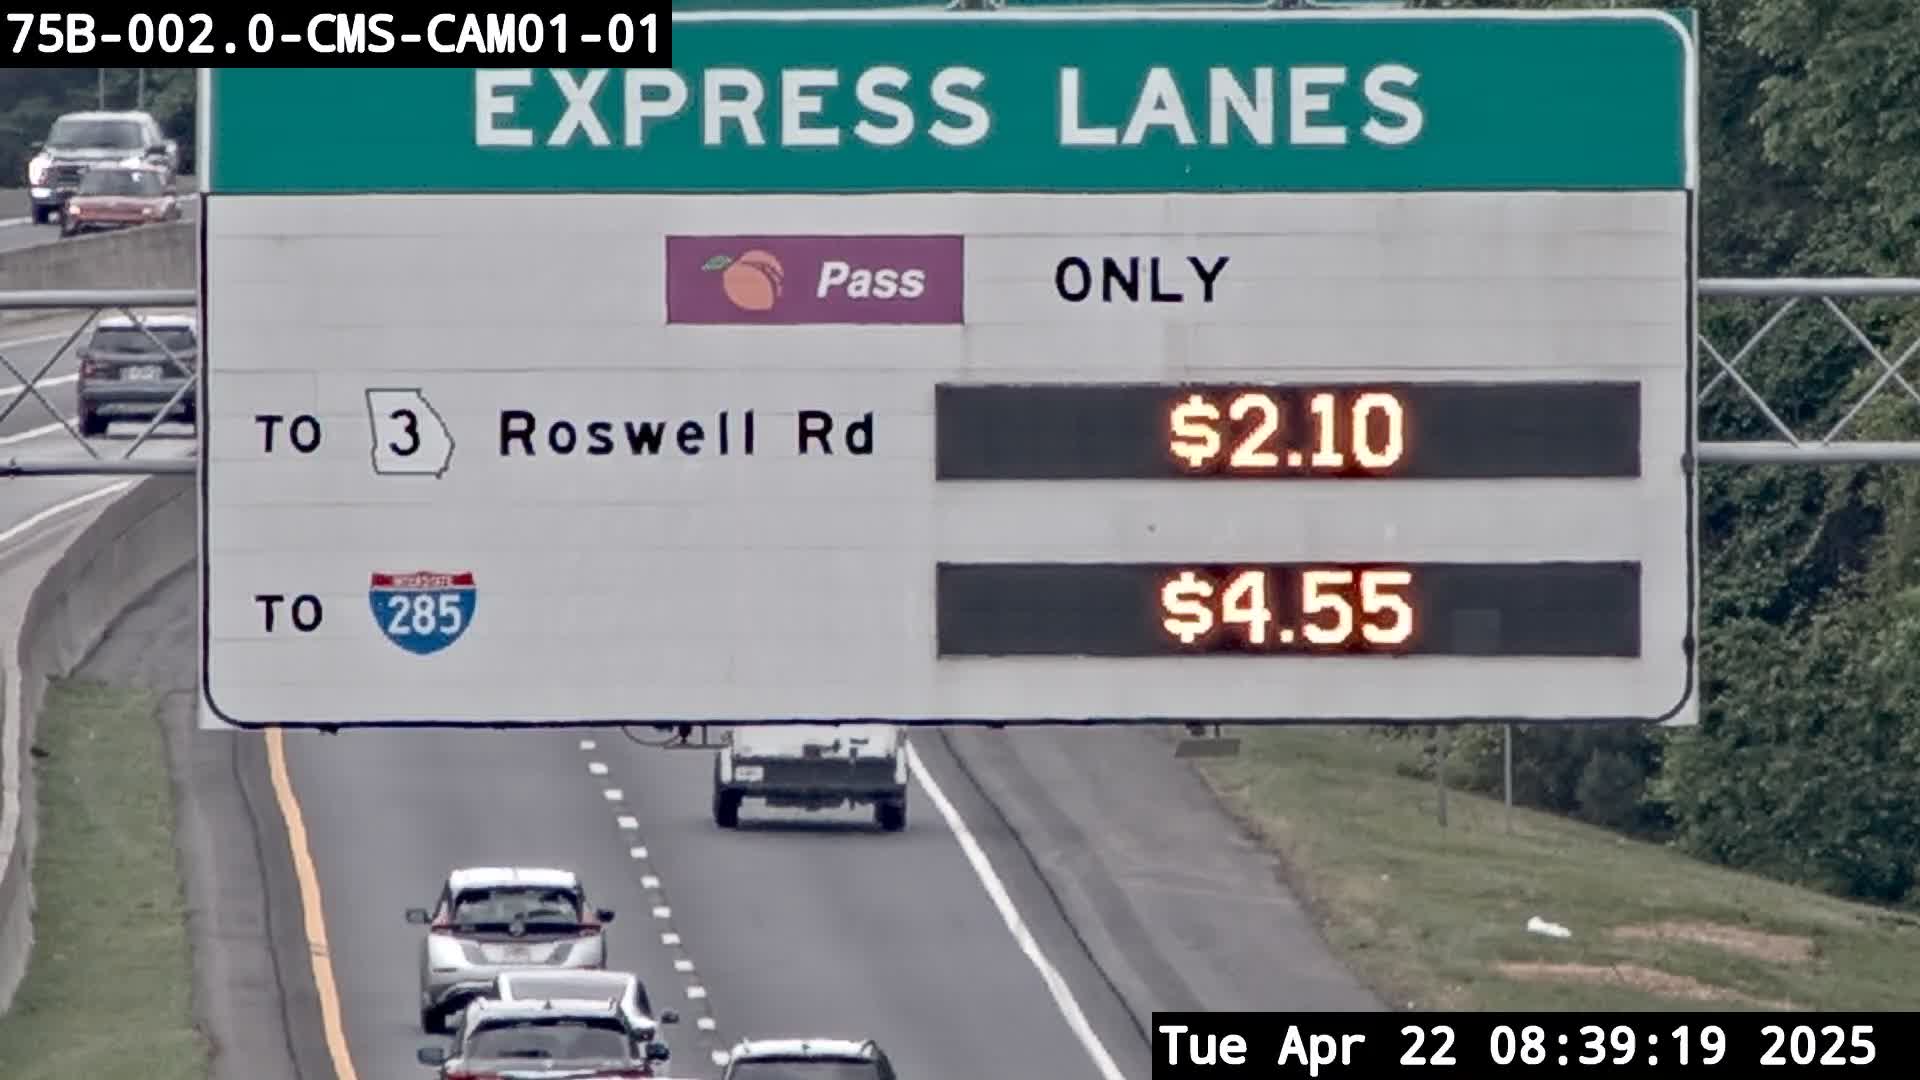 75B-002.0-CMS-CAM01-01
EXPRESS LANES
Pass ONLY
TO 3 Roswell Rd $2.10
TO INTERSTATE 285 $4.55
Tue Apr 22 08:39:19 2025